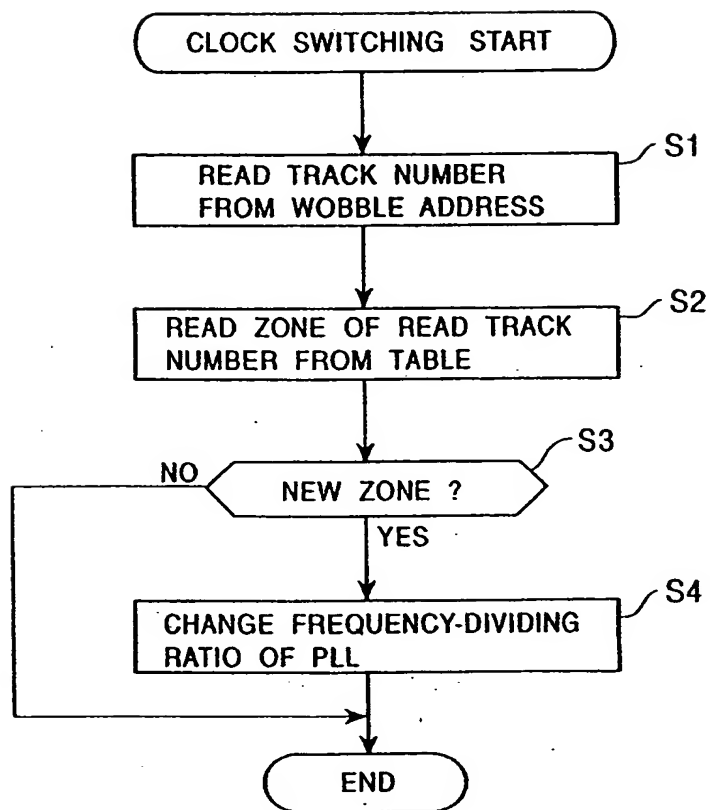 CLOCK SWITCHING START
S1
READ TRACK NUMBER
FROM WOBBLE ADDRESS
S2
READ ZONE OF READ TRACK
NUMBER FROM TABLE
S3
NO
NEW ZONE ?
YES
S4
CHANGE FREQUENCY-DIVIDING
RATIO OF PLL
END